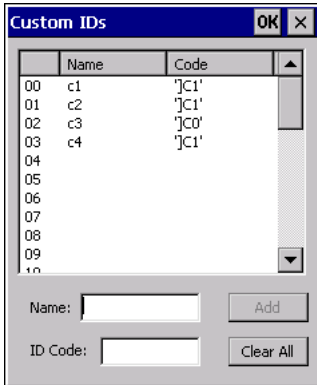 Custom IDs OK ×
Name Code
00 c1 ']C1'
01 c2 ']C1'
02 c3 ']C0'
03 c4 ']C1'
04
05
06
07
08
09
10
Name: Add
ID Code: Clear All